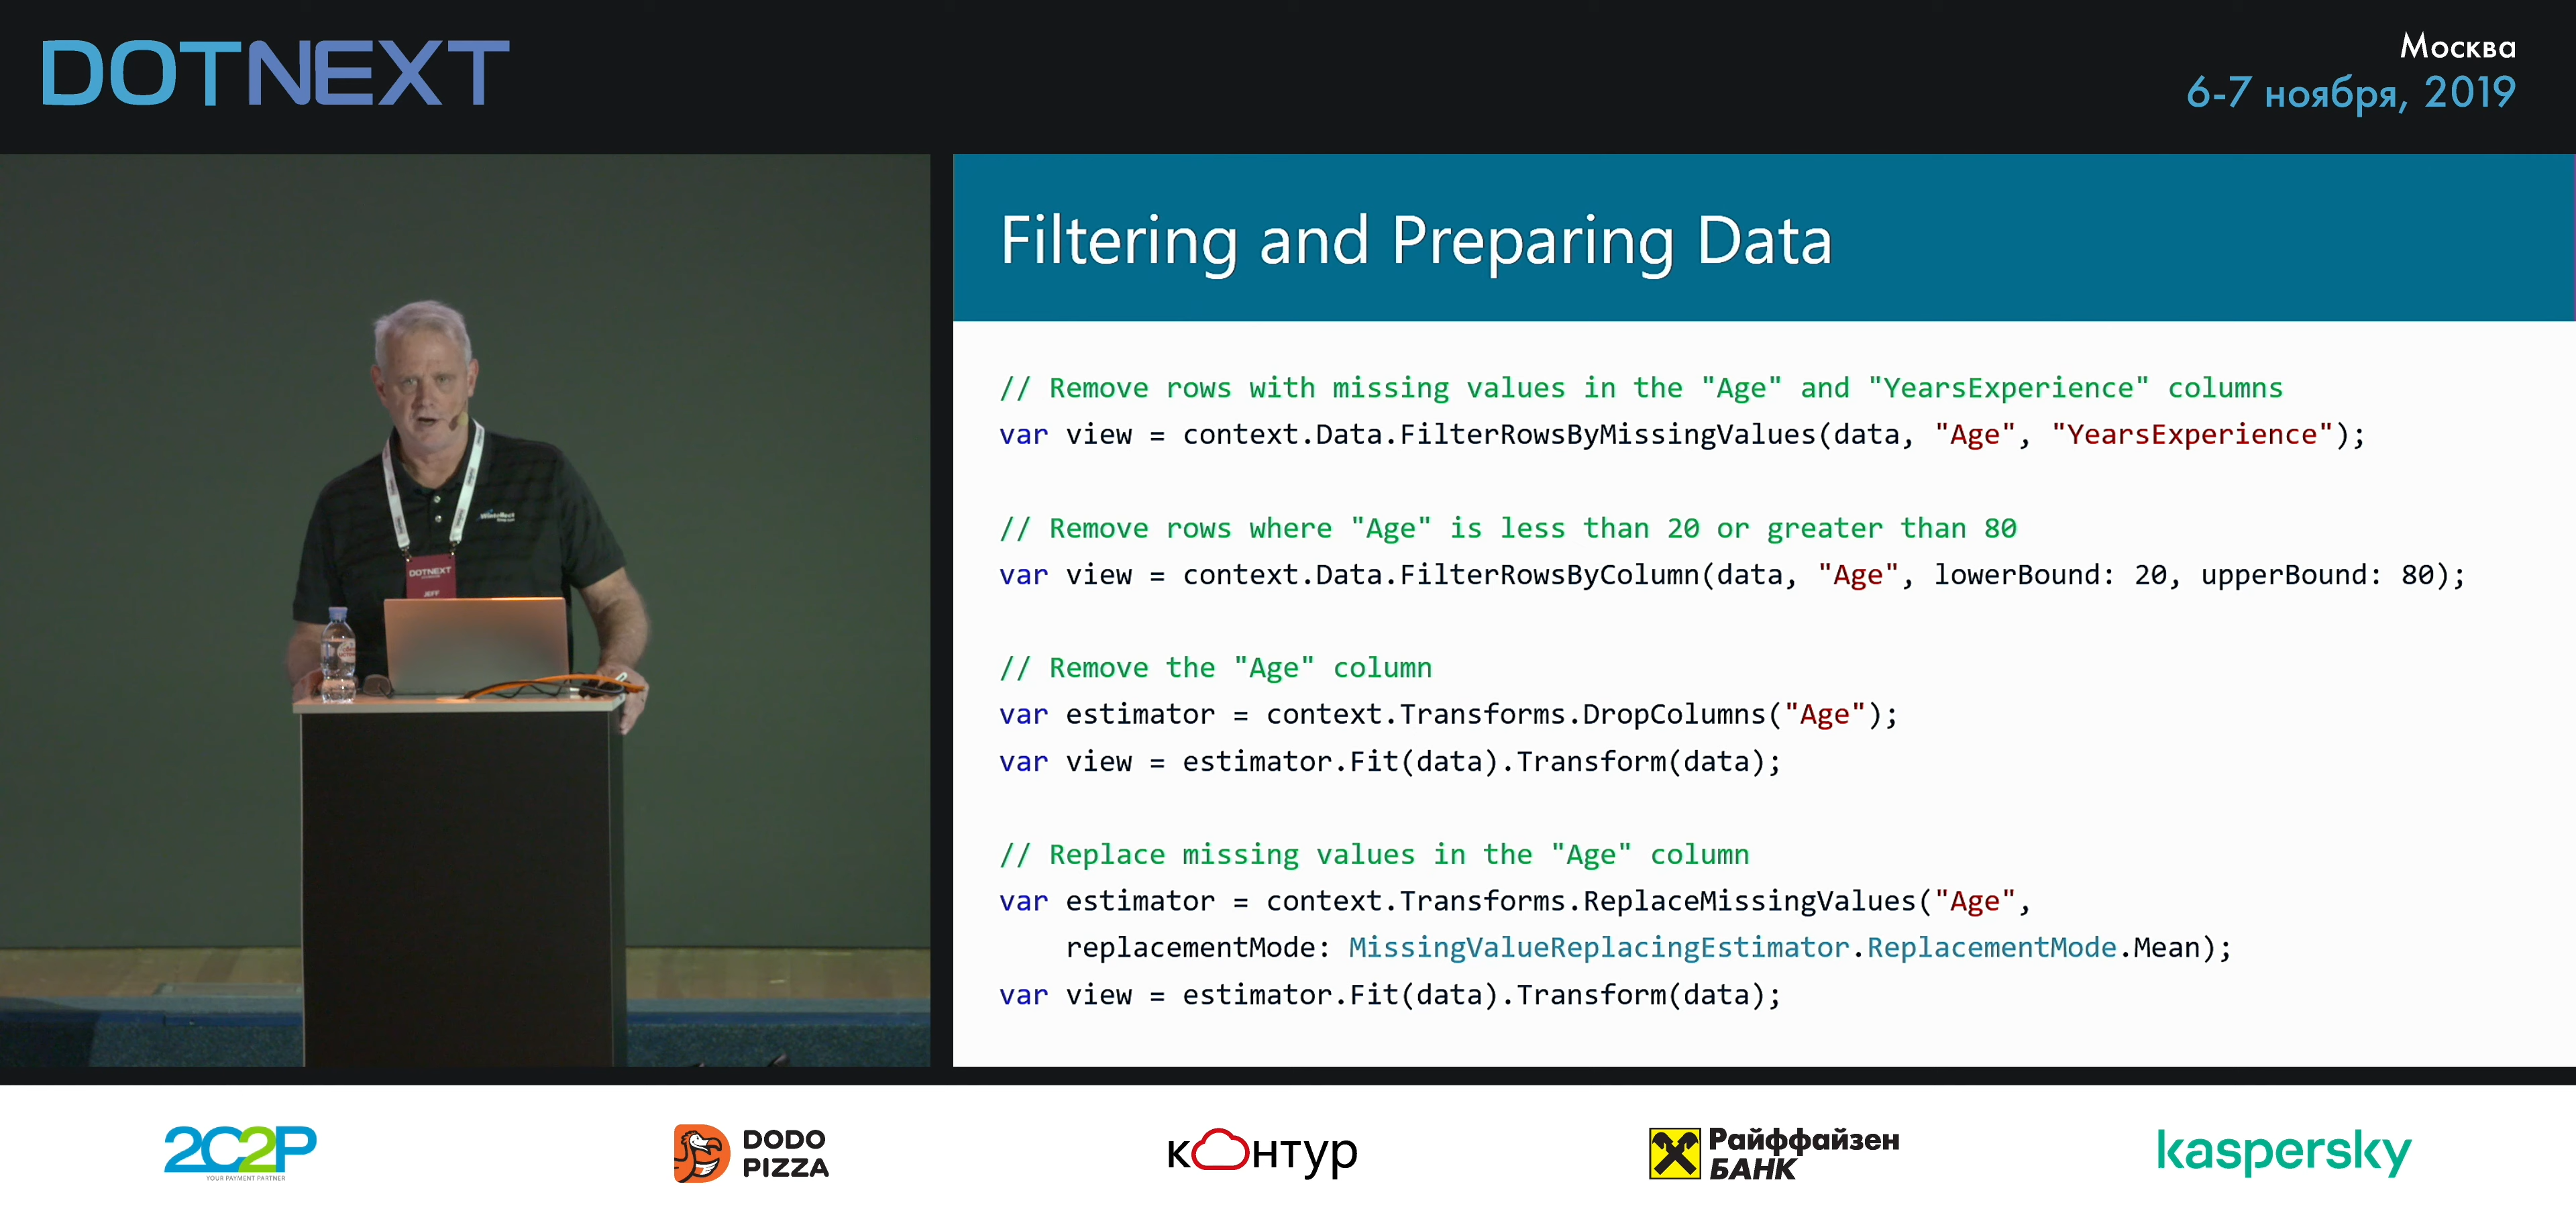 DOTNEXT
Москва
6-7 ноября, 2019
Filtering and Preparing Data
// Remove rows with missing values in the "Age" and "YearsExperience" columns
var view = context.Data.FilterRowsByMissingValues(data, "Age", "YearsExperience");
// Remove rows where "Age" is less than 20 or greater than 80
var view = context.Data.FilterRowsByColumn(data, "Age", lowerBound: 20, upperBound: 80);
// Remove the "Age" column
var estimator = context.Transforms.DropColumns("Age");
var view = estimator.Fit(data).Transform(data);
// Replace missing values in the "Age" column
var estimator = context.Transforms.ReplaceMissingValues("Age",
replacementMode: MissingValueReplacingEstimator.ReplacementMode.Mean);
var view = estimator.Fit(data).Transform(data);
DOTNEXT
JEFF
2C2P
YOUR PAYMENT PARTNER
DODO
PIZZA
контур
Райффайзен
БАНК
kaspersky